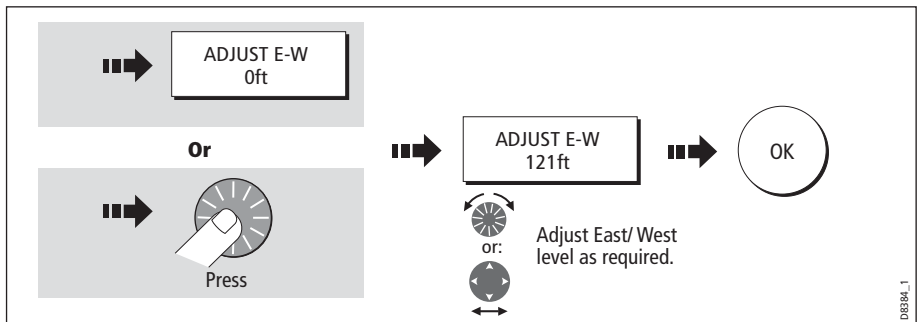 ADJUST E-W
0ft
Or
Press
ADJUST E-W
121ft
or:
Adjust East/ West
level as required.
OK
D8384_1